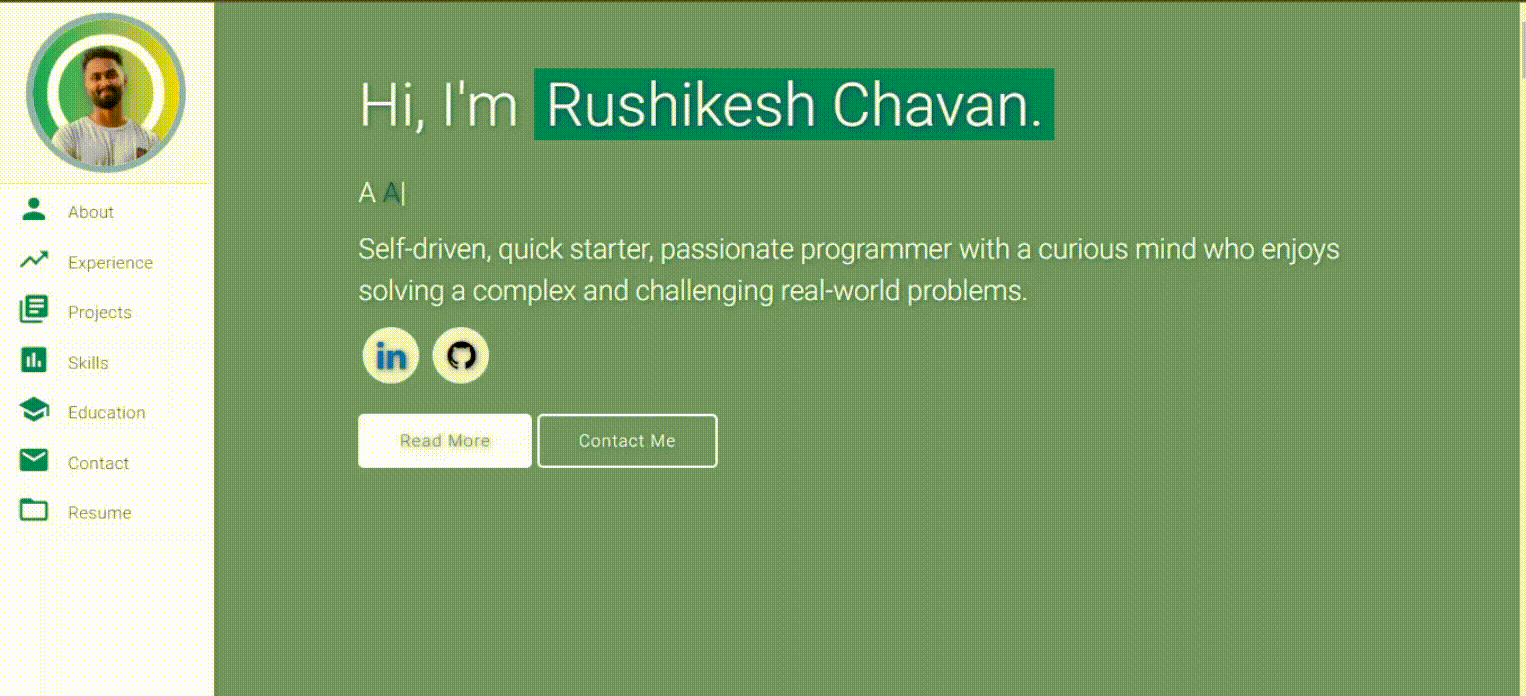 Hi, I'm Rushikesh Chavan.
A A|
Self-driven, quick starter, passionate programmer with a curious mind who enjoys
solving a complex and challenging real-world problems.
in
Read More
Contact Me
About
Experience
Projects
Skills
Education
Contact
Resume